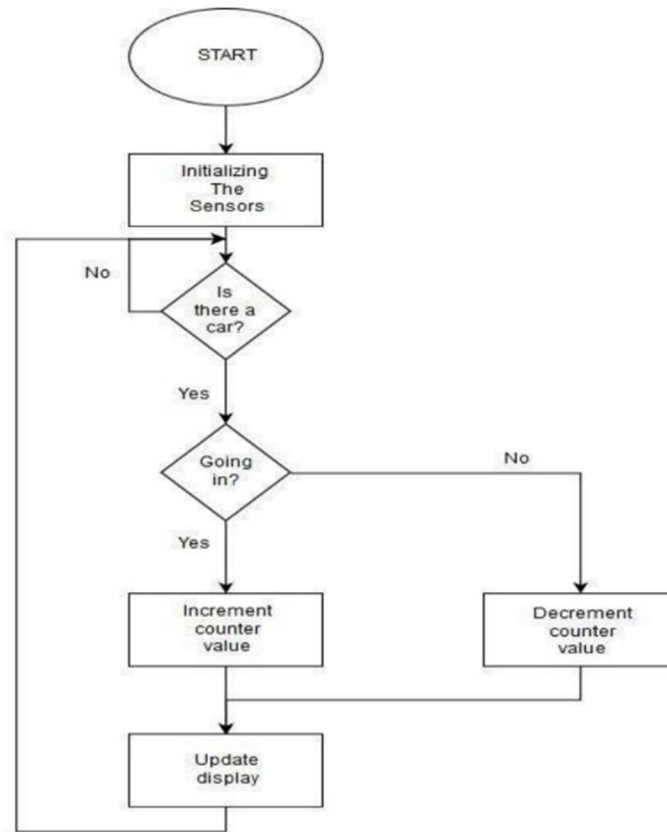 START
Initializing
The
Sensors
No
Is
there a
car?
Yes
Going
in?
No
Yes
Increment
counter
value
Decrement
counter
value
Update
display